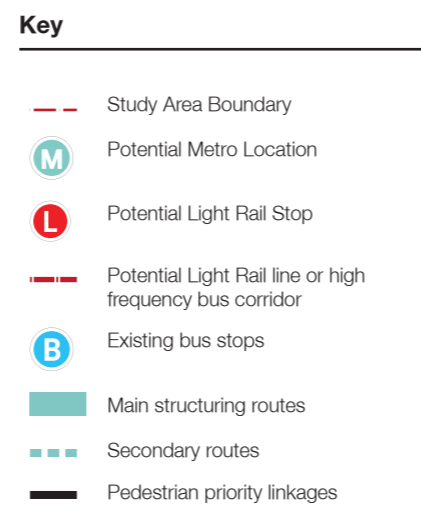 Key
Study Area Boundary
M
Potential Metro Location
L
Potential Light Rail Stop
Potential Light Rail line or high
frequency bus corridor
B
Existing bus stops
Main structuring routes
Secondary routes
Pedestrian priority linkages